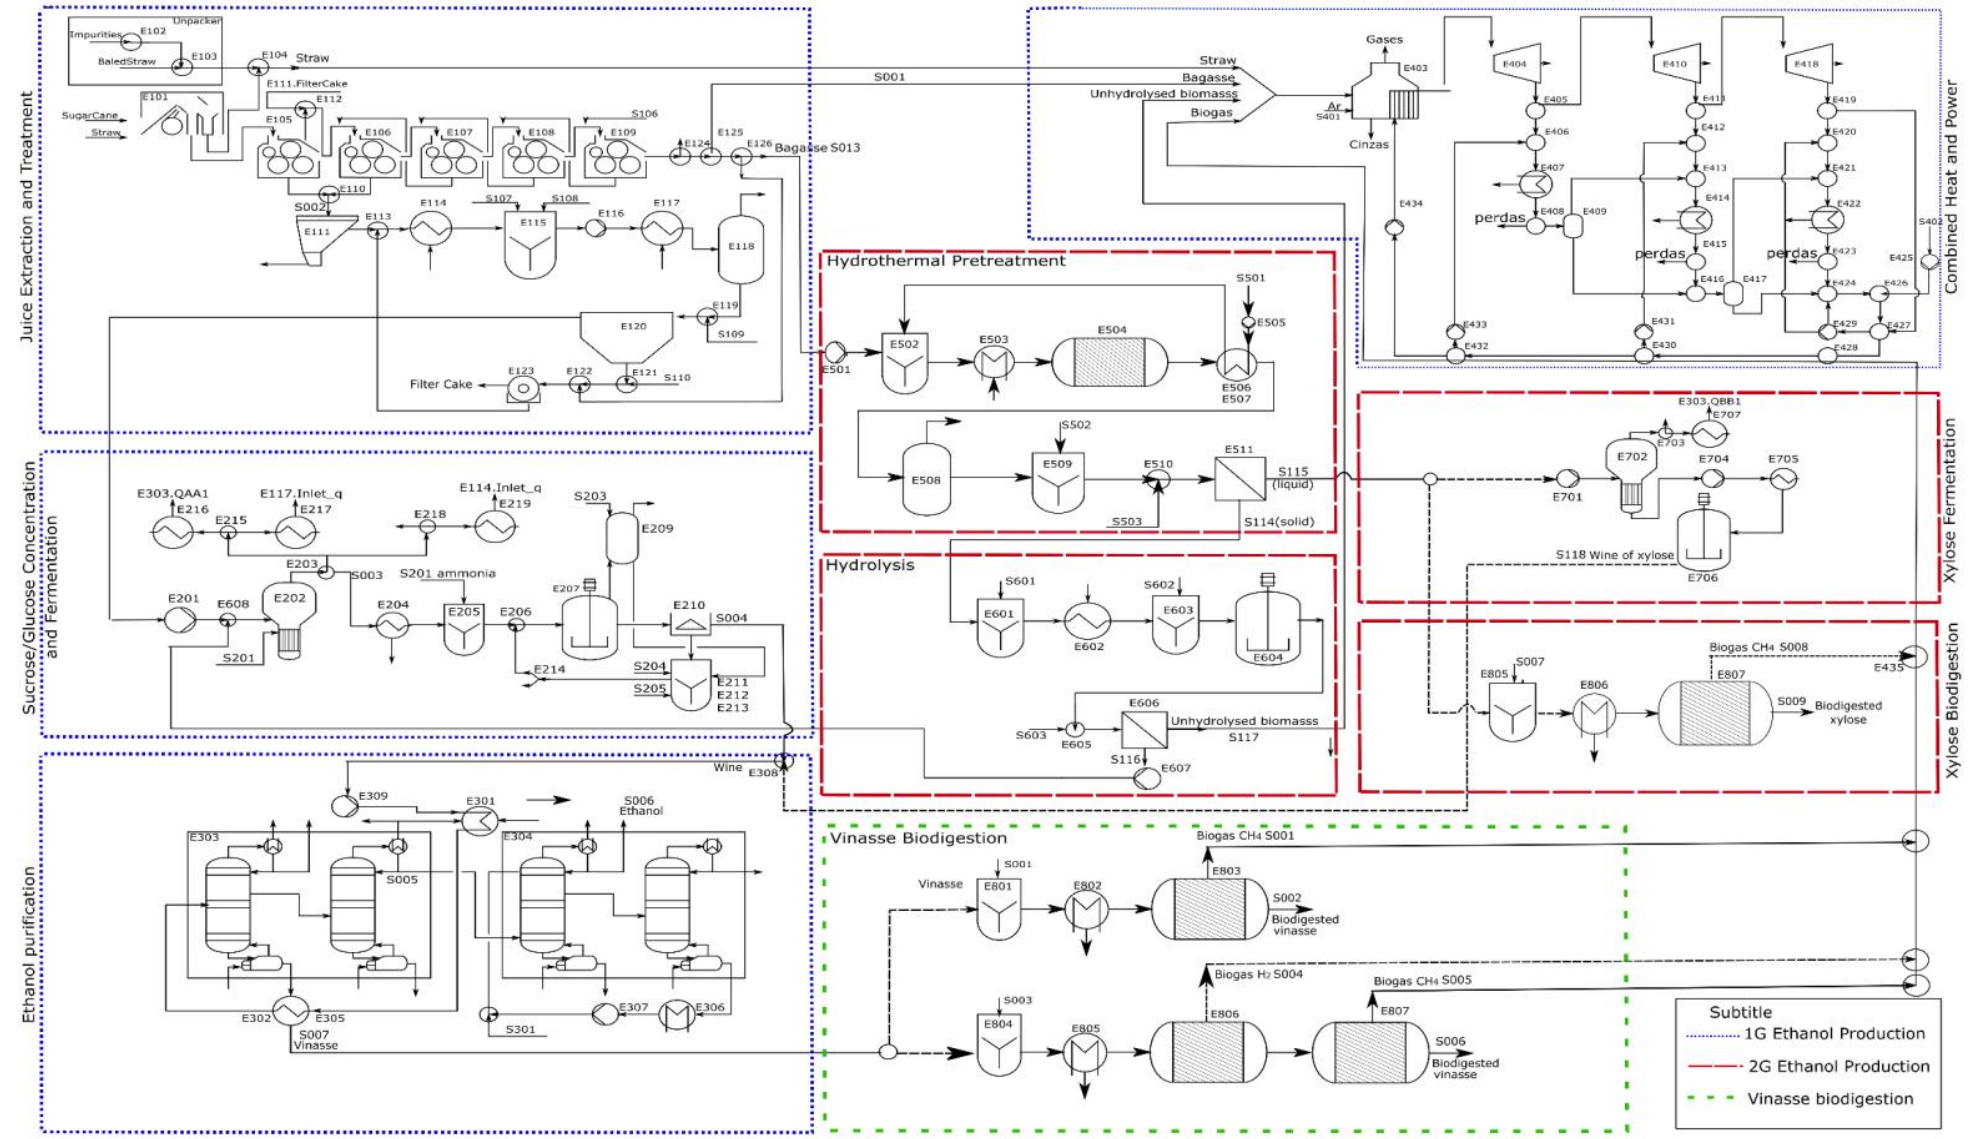 Juice Extraction and Treatment
Unpacker
Impurities
E102
BaledStraw
E103
E104
Straw
E111.FilterCake
E112
E101
SugarCane
Straw
E105
E106
E107
E108
E109
S106
E124
E125
E126
Bagasse S013
S001
E110
S002
E111
E113
E114
S107
S108
E115
E116
E117
E118
E119
S109
E120
E121
S110
E122
E123
Filter Cake
Combined Heat and Power
Straw
Bagasse
Unhydrolysed biomasss
Biogas
Gases
E403
Ar
S401
Cinzas
E404
E410
E418
E405
E411
E419
E406
E412
E420
E407
E413
E421
E414
E422
perdas
E408
E409
E415
E423
perdas
perdas
E416
E417
E424
E425
S402
E426
E427
E428
E429
E430
E431
E432
E433
E434
Hydrothermal Pretreatment
S501
E505
E501
E502
E503
E504
E506
E507
E508
S502
E509
E510
E511
S503
S115
(liquid)
S114(solid)
Xylose Fermentation
E303.QBB1
E707
E703
E702
E701
E704
E705
E706
S118 Wine of xylose
Sucrose/Glucose Concentration
and Fermentation
E303.QAA1
E216
E215
E117.Inlet_q
E217
E218
E114.Inlet_q
E219
S203
E209
E203
S003
S201 ammonia
E201
E608
E202
S201
E204
E205
E206
E207
E210
S004
E214
S204
S205
E211
E212
E213
Hydrolysis
S601
E601
E602
S602
E603
E604
S603
E605
E606
Unhydrolysed biomasss
S117
S116
E607
Xylose Biodigestion
Biogas CH4 S008
E435
E805
S007
E806
E807
S009
Biodigested
xylose
Ethanol purification
Wine
E308
E309
E301
S006
Ethanol
E303
E304
S005
E302
E305
S007
Vinasse
E307
E306
S301
Vinasse Biodigestion
Biogas CH4 S001
Vinasse
S001
E801
E802
E803
S002
Biodigested
vinasse
Biogas H2 S004
Biogas CH4 S005
S003
E804
E805
E806
E807
S006
Biodigested
vinasse
Subtitle
1G Ethanol Production
2G Ethanol Production
Vinasse biodigestion